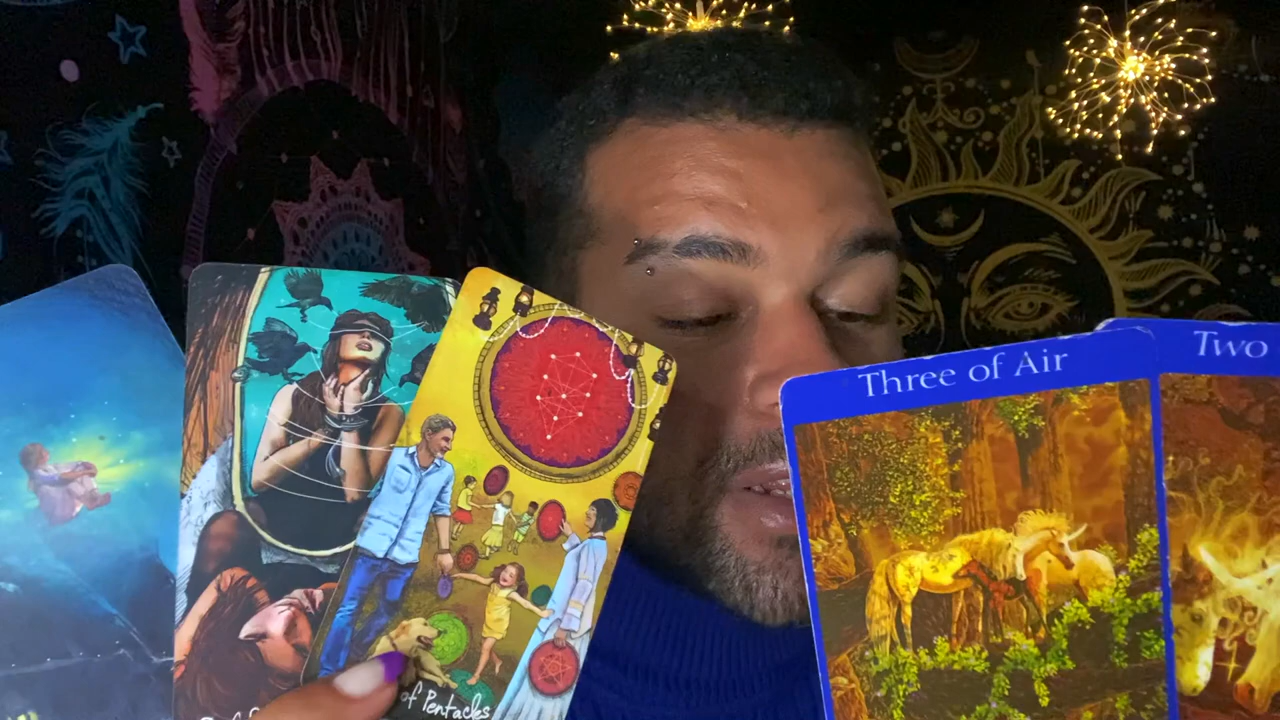 of Pentacles
Three of Air
Two